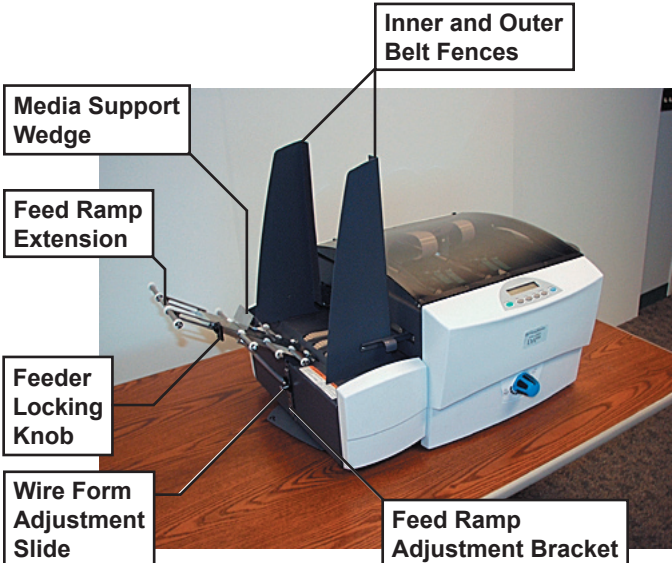 Inner and Outer
Belt Fences
Media Support
Wedge
Feed Ramp
Extension
Feeder
Locking
Knob
Wire Form
Adjustment
Slide
Feed Ramp
Adjustment Bracket